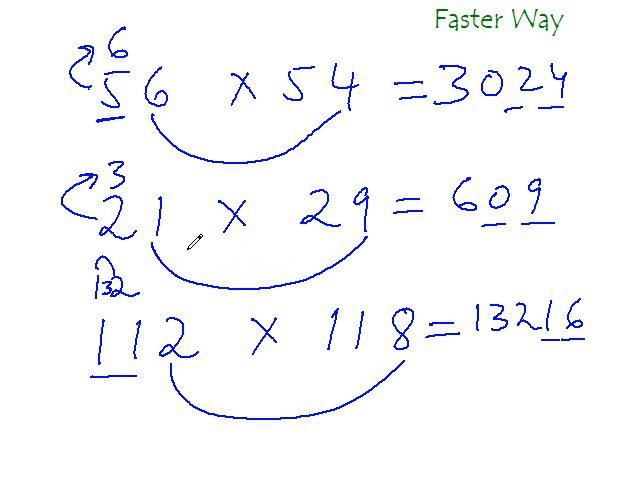 Faster Way
6
56 × 54 = 3024
3
21 × 29 = 609
132
112 × 118 = 13216